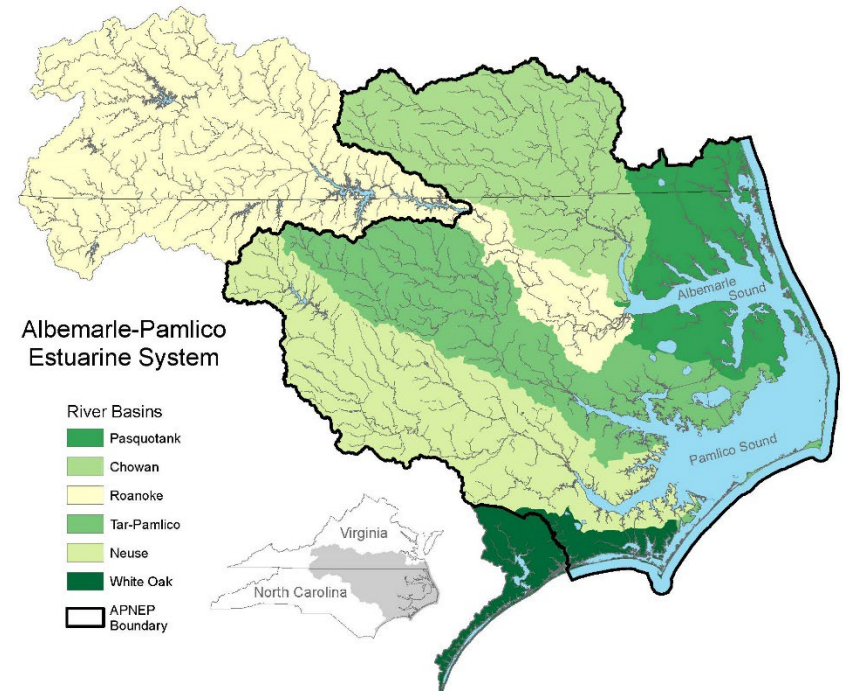 Albemarle-Pamlico
Estuarine System
River Basins
Pasquotank
Chowan
Roanoke
Tar-Pamlico
Neuse
White Oak
APNEP
Boundary
Albemarle
Sound
Pamlico Sound
Virginia
North Carolina